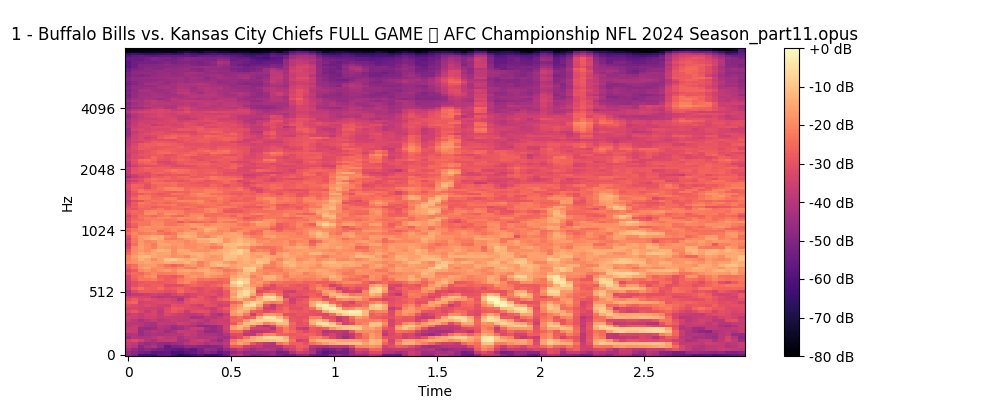 1 - Buffalo Bills vs. Kansas City Chiefs FULL GAME ▯ AFC Championship NFL 2024 Season_part11.opus
+0 dB
-10 dB
-20 dB
-30 dB
-40 dB
-50 dB
-60 dB
-70 dB
-80 dB
Hz
4096
2048
1024
512
0
0 0.5 1 1.5 2 2.5
Time